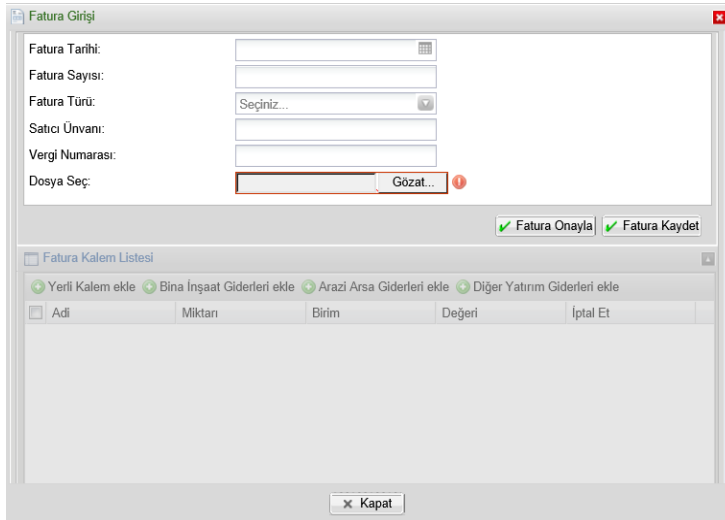 Fatura Girişi
Fatura Tarihi:
Fatura Sayısı:
Fatura Türü: Seçiniz...
Satıcı Ünvanı:
Vergi Numarası:
Dosya Seç: Gözat...
Fatura Onayla Fatura Kaydet
Fatura Kalem Listesi
Yerli Kalem ekle Bina İnşaat Giderleri ekle Arazi Arsa Giderleri ekle Diğer Yatırım Giderleri ekle
Adi Miktarı Birim Değeri İptal Et
Kapat